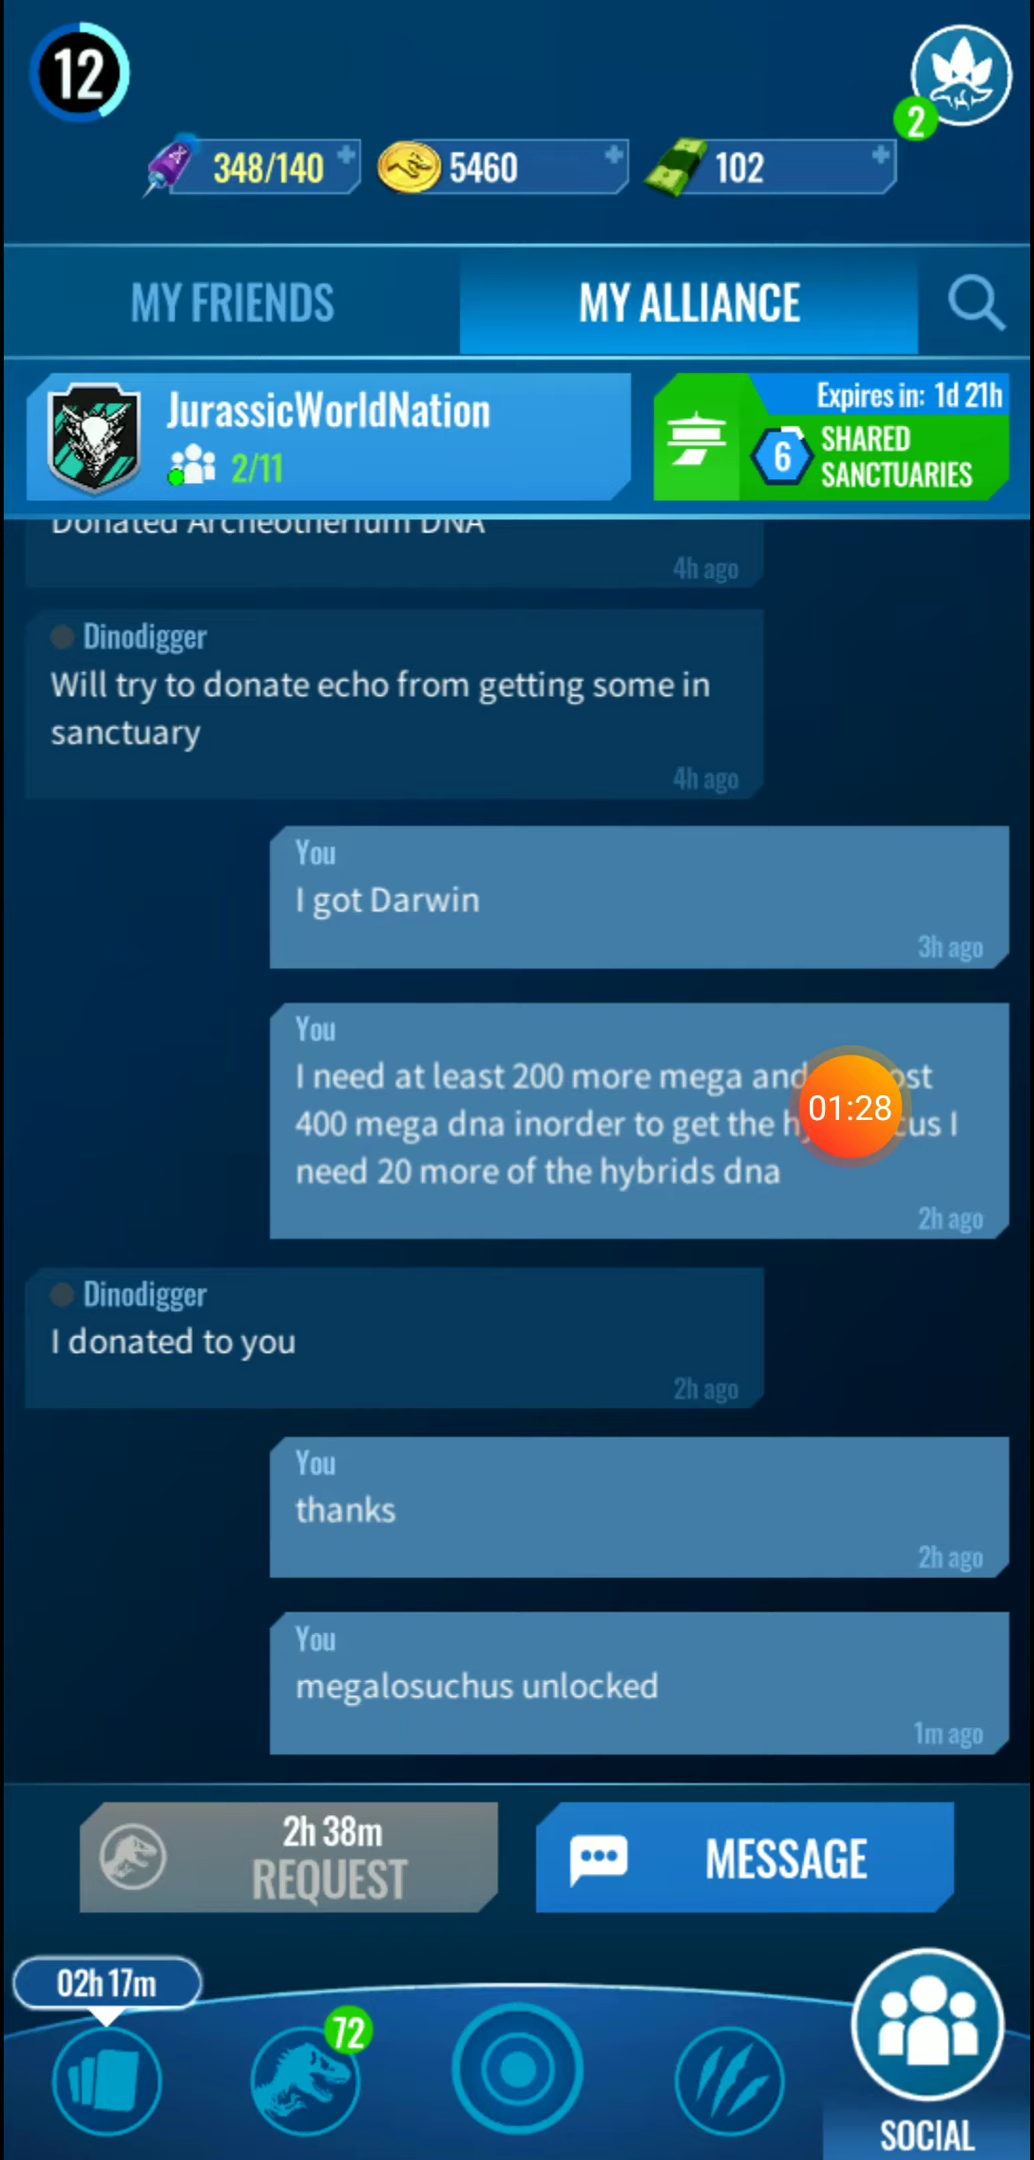 12
2
348/140
5460
102
MY FRIENDS
MY ALLIANCE
JurassicWorldNation
2/11
Expires in: 1d 21h
6
SHARED
SANCTUARIES
Donated Archeotherium DNA
4h ago
Dinodigger
Will try to donate echo from getting some in
sanctuary
4h ago
You
I got Darwin
3h ago
You
I need at least 200 more mega and
400 mega dna inorder to get the I
need 20 more of the hybrids dna
01:28
2h ago
Dinodigger
I donated to you
2h ago
You
thanks
2h ago
You
megalosuchus unlocked
1m ago
2h 38m
REQUEST
MESSAGE
02h 17m
72
SOCIAL